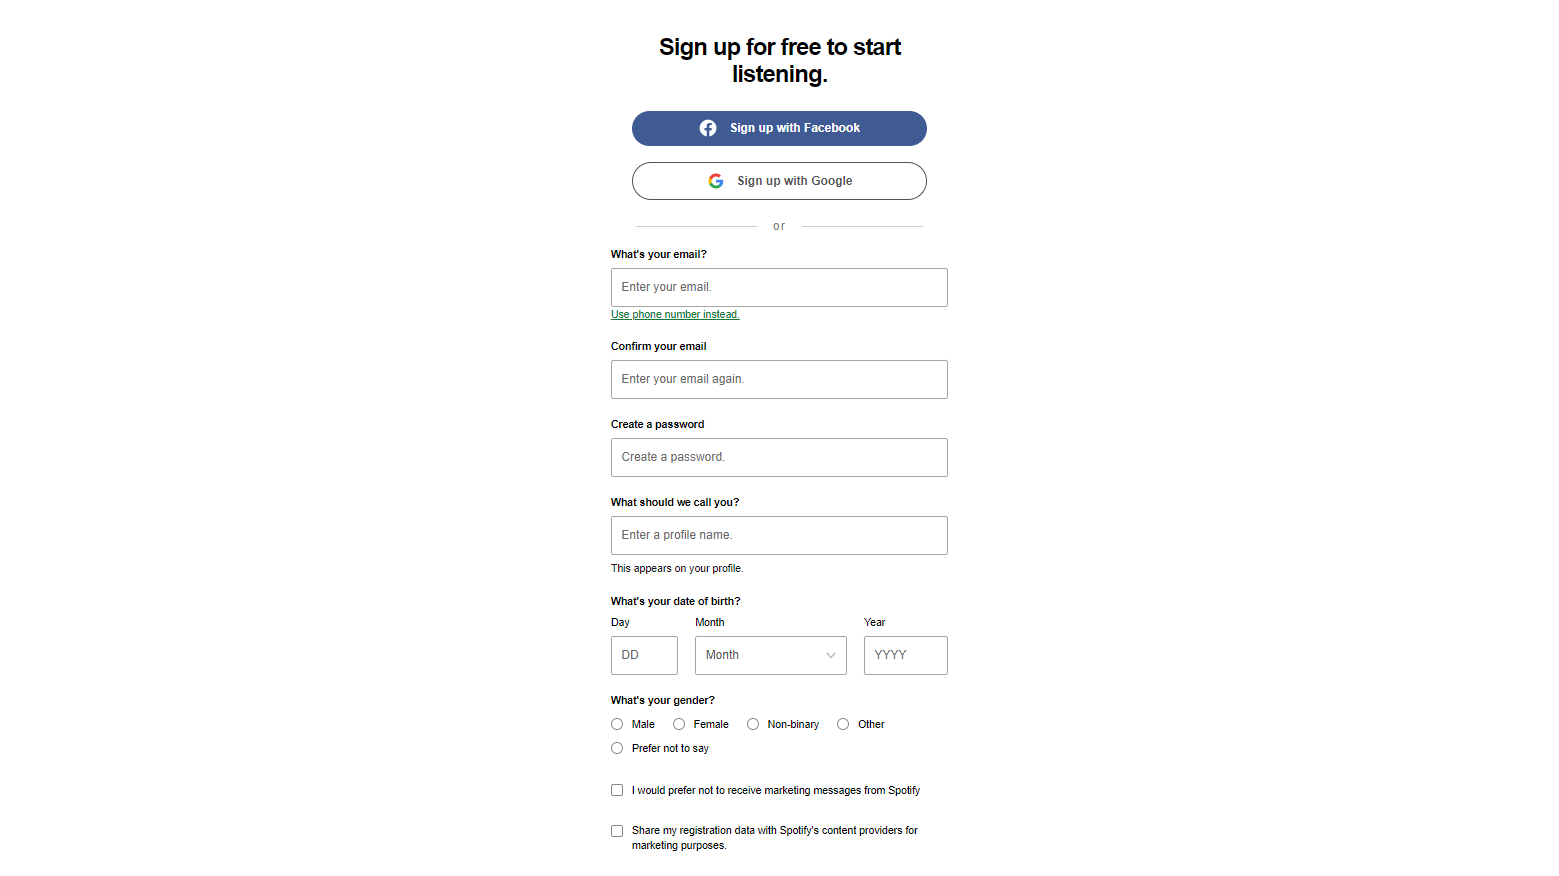 Sign up for free to start
listening.
Sign up with Facebook
Sign up with Google
or
What's your email?
Enter your email.
Use phone number instead.
Confirm your email
Enter your email again.
Create a password
Create a password.
What should we call you?
Enter a profile name.
This appears on your profile.
What's your date of birth?
Day Month Year
DD Month YYYY
What's your gender?
Male Female Non-binary Other
Prefer not to say
I would prefer not to receive marketing messages from Spotify
Share my registration data with Spotify's content providers for
marketing purposes.